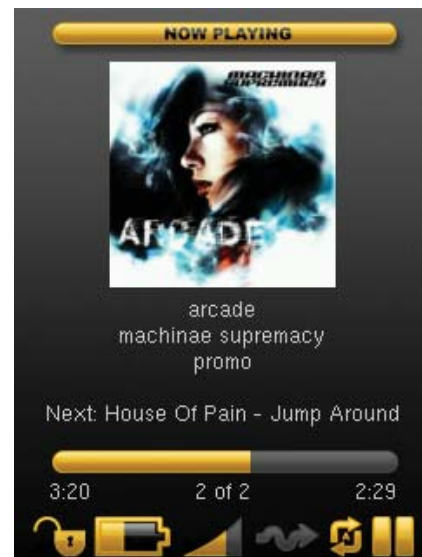 NOW PLAYING
MACHINAE
SUPREMACY
ARCADE
arcade
machinae supremacy
promo
Next: House Of Pain - Jump Around
3:20 2 of 2 2:29